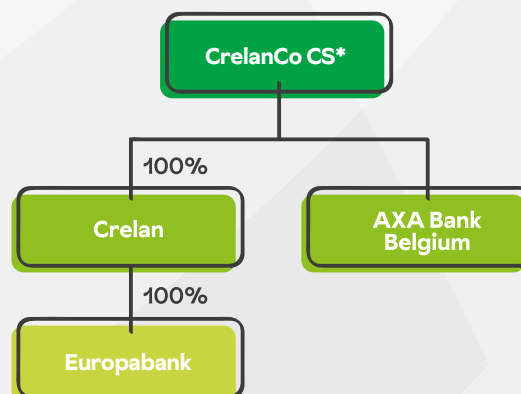 CrelanCo CS*
100%
Crelan
AXA Bank
Belgium
100%
Europabank